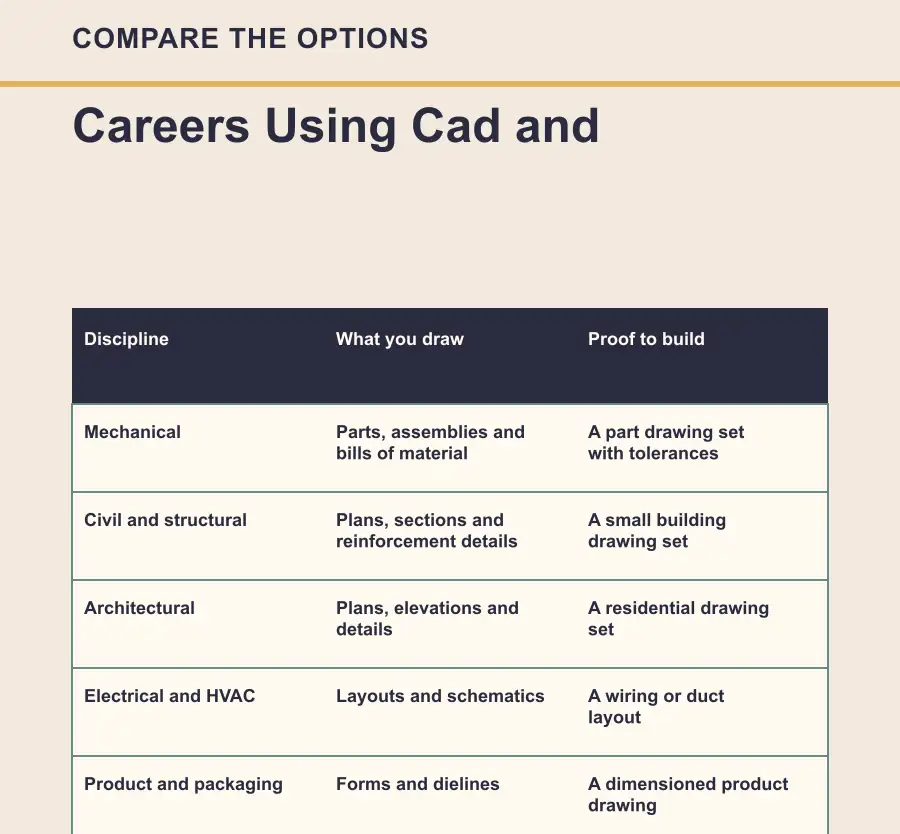 COMPARE THE OPTIONS
Careers Using Cad and
Discipline
What you draw
Proof to build
Mechanical
Parts, assemblies and
bills of material
A part drawing set
with tolerances
Civil and structural
Plans, sections and
reinforcement details
A small building
drawing set
Architectural
Plans, elevations and
details
A residential drawing
set
Electrical and HVAC
Layouts and schematics
A wiring or duct
layout
Product and packaging
Forms and dielines
A dimensioned product
drawing